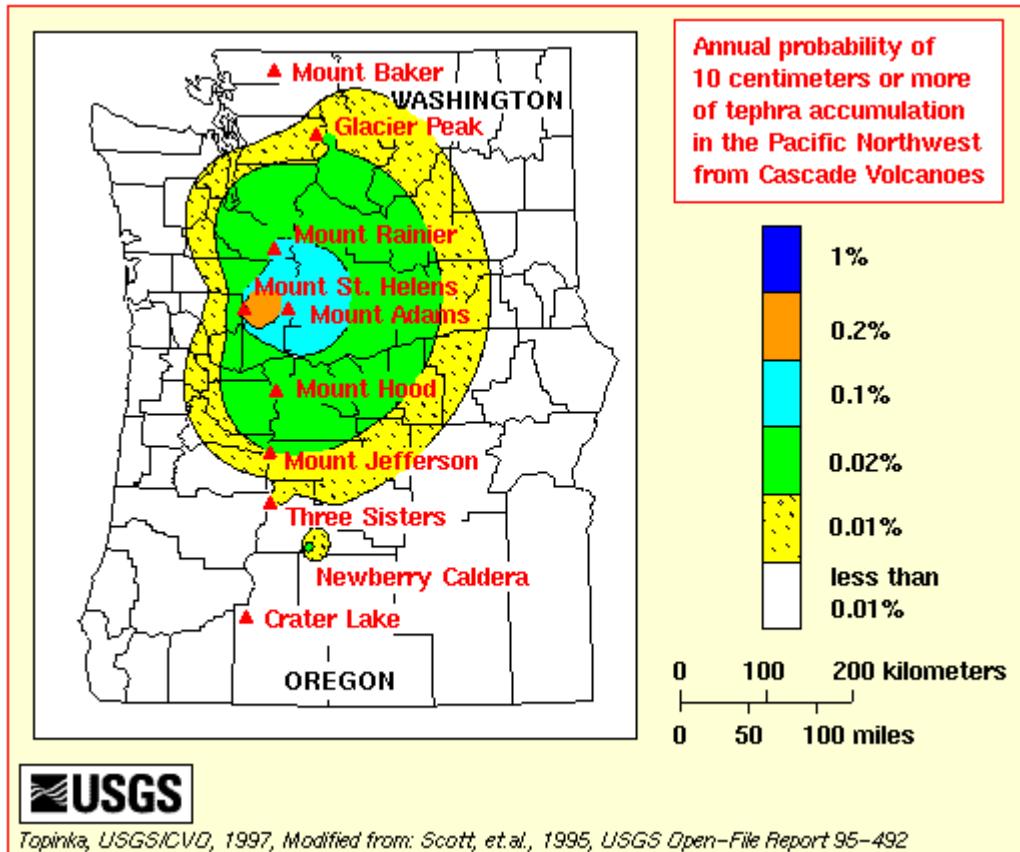 Mount Baker
WASHINGTON
Glacier Peak
Mount Rainier
Mount St. Helens
Mount Adams
Mount Hood
Mount Jefferson
Three Sisters
Newberry Caldera
Crater Lake
OREGON
Annual probability of
10 centimeters or more
of tephra accumulation
in the Pacific Northwest
from Cascade Volcanoes
1%
0.2%
0.1%
0.02%
0.01%
less than
0.01%
0 100 200 kilometers
0 50 100 miles
USGS
Topinka, USGS/CVO, 1997, Modified from: Scott, et.al., 1995, USGS Open-File Report 95-492